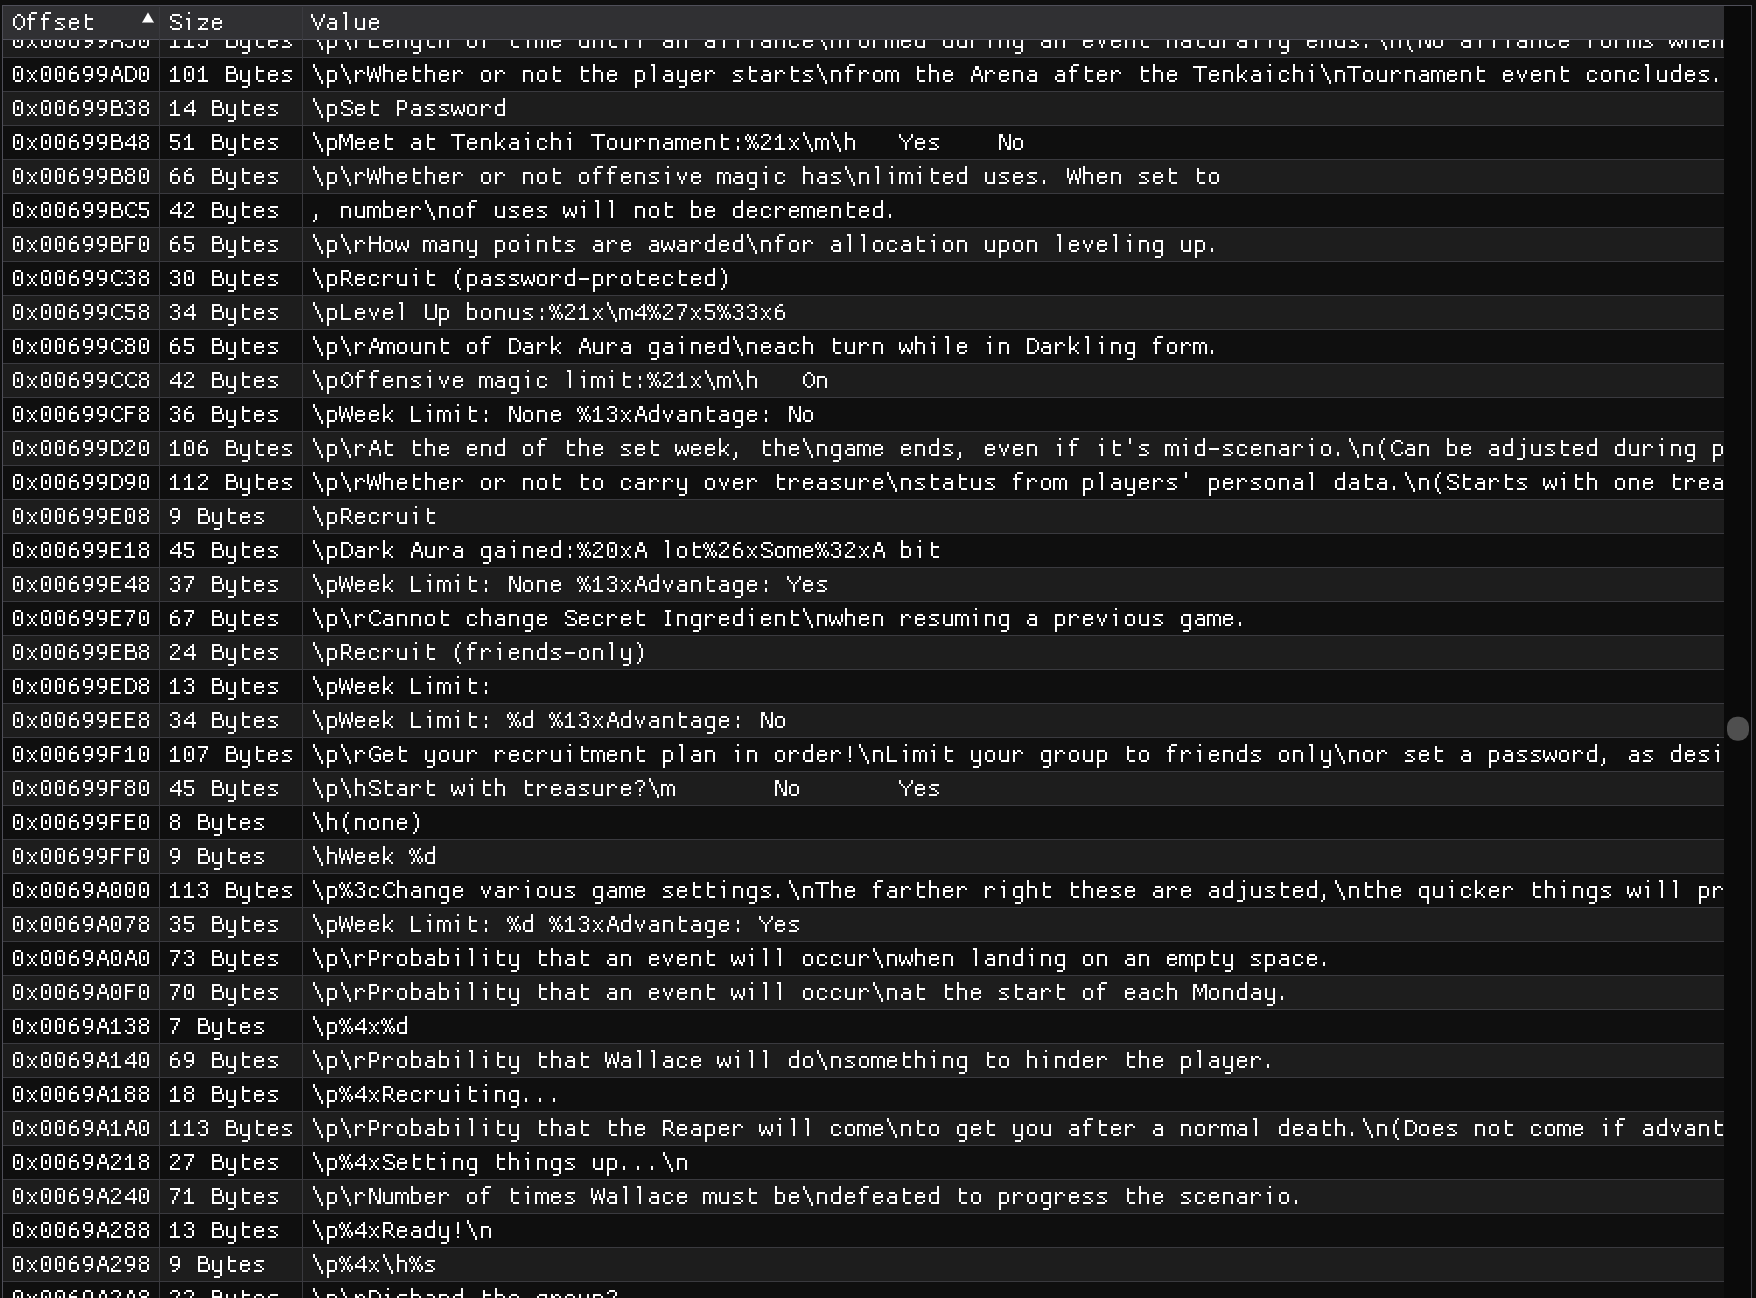 Offset ▲ Size Value
0x00699AD0 101 Bytes \p\rWhether or not the player starts\nfrom the Arena after the Tenkaichi\nTournament event concludes.
0x00699B38 14 Bytes \pSet Password
0x00699B48 51 Bytes \pMeet at Tenkaichi Tournament:%21x\m\h   Yes    No
0x00699B80 66 Bytes \p\rWhether or not offensive magic has\nlimited uses. When set to
0x00699BC5 42 Bytes , number\nof uses will not be decremented.
0x00699BF0 65 Bytes \p\rHow many points are awarded\nfor allocation upon leveling up.
0x00699C38 30 Bytes \pRecruit (password-protected)
0x00699C58 34 Bytes \pLevel Up bonus:%21x\m4%27x5%33x6
0x00699C80 65 Bytes \p\rAmount of Dark Aura gained\neach turn while in Darkling form.
0x00699CC8 42 Bytes \pOffensive magic limit:%21x\m\h   On
0x00699CF8 36 Bytes \pWeek Limit: None %13xAdvantage: No
0x00699D20 106 Bytes \p\rAt the end of the set week, the\ngame ends, even if it's mid-scenario.\n(Can be adjusted during p
0x00699D90 112 Bytes \p\rWhether or not to carry over treasure\nstatus from players' personal data.\n(Starts with one trea
0x00699E08 9 Bytes \pRecruit
0x00699E18 45 Bytes \pDark Aura gained:%20xA lot%26xSome%32xA bit
0x00699E48 37 Bytes \pWeek Limit: None %13xAdvantage: Yes
0x00699E70 67 Bytes \p\rCannot change Secret Ingredient\nwhen resuming a previous game.
0x00699EB8 24 Bytes \pRecruit (friends-only)
0x00699ED8 13 Bytes \pWeek Limit:
0x00699EE8 34 Bytes \pWeek Limit: %d %13xAdvantage: No
0x00699F10 107 Bytes \p\rGet your recruitment plan in order!\nLimit your group to friends only\nor set a password, as desi
0x00699F80 45 Bytes \p\hStart with treasure?\m       No       Yes
0x00699FE0 8 Bytes \h(none)
0x00699FF0 9 Bytes \hWeek %d
0x0069A000 113 Bytes \p%3cChange various game settings.\nThe farther right these are adjusted,\nthe quicker things will pr
0x0069A078 35 Bytes \pWeek Limit: %d %13xAdvantage: Yes
0x0069A0A0 73 Bytes \p\rProbability that an event will occur\nwhen landing on an empty space.
0x0069A0F0 70 Bytes \p\rProbability that an event will occur\nat the start of each Monday.
0x0069A138 7 Bytes \p%4x%d
0x0069A140 69 Bytes \p\rProbability that Wallace will do\nsomething to hinder the player.
0x0069A188 18 Bytes \p%4xRecruiting...
0x0069A1A0 113 Bytes \p\rProbability that the Reaper will come\nto get you after a normal death.\n(Does not come if advant
0x0069A218 27 Bytes \p%4xSetting things up...\n
0x0069A240 71 Bytes \p\rNumber of times Wallace must be\ndefeated to progress the scenario.
0x0069A288 13 Bytes \p%4xReady!\n
0x0069A298 9 Bytes \p%4x\h%s